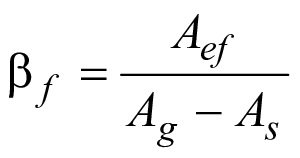 β_f = A_ef / (A_g − A_s)